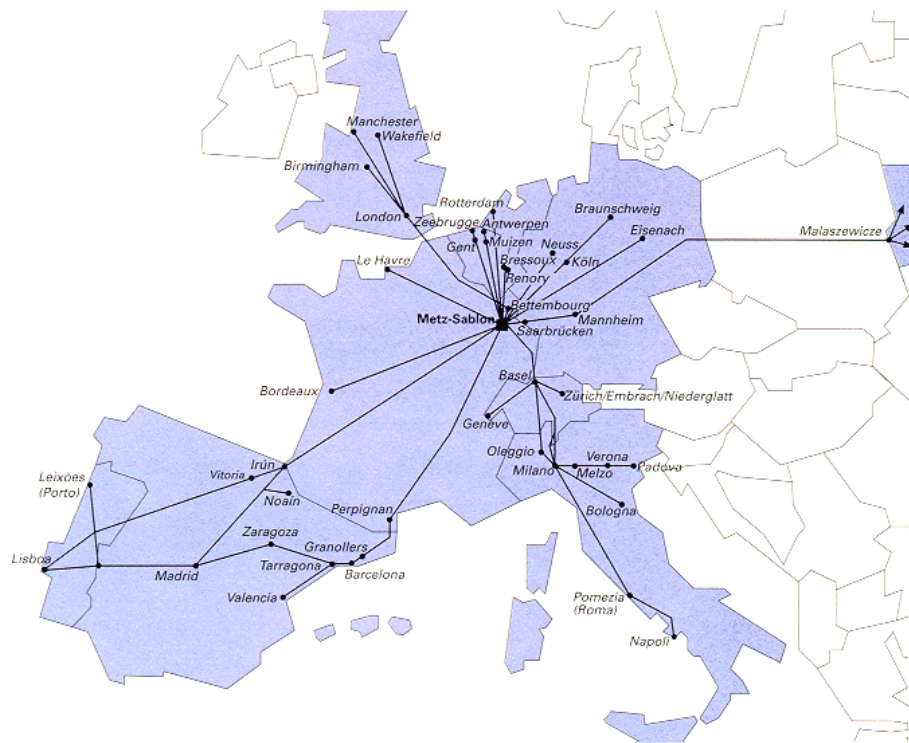 Manchester
Wakefield
Birmingham
Rotterdam
London
Zeebrugge
Antwerpen
Braunschweig
Eisenach
Malaszewicze
Gent
Muizen
Neuss
Le Havre
Bressoux
Köln
Renory
Bettembourg
Metz-Sablon
Mannheim
Saarbrücken
Basel
Bordeaux
Zürich/Embrach/Niederglatt
Genève
Oleggio
Verona
Irún
Milano
Melzo
Padova
Leixões
(Porto)
Vitoria
Noain
Perpignan
Bologna
Zaragoza
Granollers
Lisboa
Madrid
Tarragona
Barcelona
Valencia
Pomezia
(Roma)
Napoli